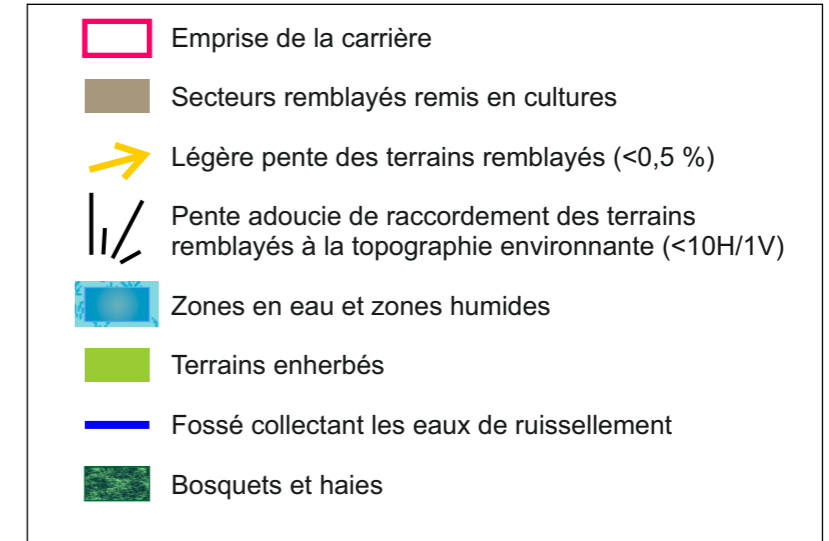 Emprise de la carrière
Secteurs remblayés remis en cultures
Légère pente des terrains remblayés (<0,5 %)
Pente adoucie de raccordement des terrains
remblayés à la topographie environnante (<10H/1V)
Zones en eau et zones humides
Terrains enherbés
Fossé collectant les eaux de ruissellement
Bosquets et haies